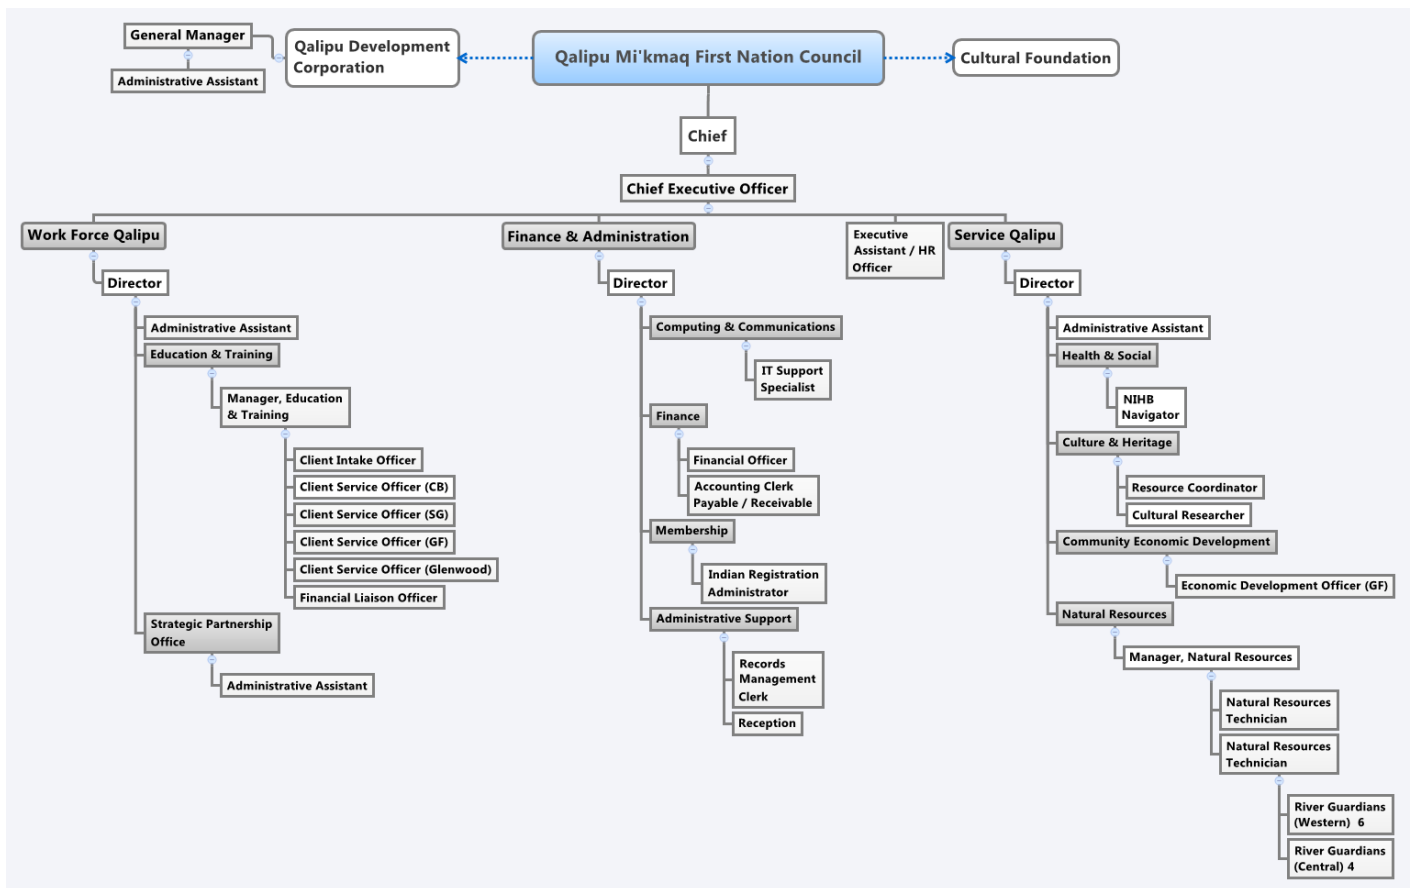 General Manager
Administrative Assistant
Qalipu Development
Corporation
Qalipu Mi'kmaq First Nation Council
Cultural Foundation
Chief
Chief Executive Officer
Work Force Qalipu
Director
Administrative Assistant
Education & Training
Manager, Education
& Training
Client Intake Officer
Client Service Officer (CB)
Client Service Officer (SG)
Client Service Officer (GF)
Client Service Officer (Glenwood)
Financial Liaison Officer
Strategic Partnership
Office
Administrative Assistant
Finance & Administration
Director
Computing & Communications
IT Support
Specialist
Finance
Financial Officer
Accounting Clerk
Payable / Receivable
Membership
Indian Registration
Administrator
Administrative Support
Records
Management
Clerk
Reception
Executive
Assistant / HR
Officer
Service Qalipu
Director
Administrative Assistant
Health & Social
NIHB
Navigator
Culture & Heritage
Resource Coordinator
Cultural Researcher
Community Economic Development
Economic Development Officer (GF)
Natural Resources
Manager, Natural Resources
Natural Resources
Technician
Natural Resources
Technician
River Guardians
(Western) 6
River Guardians
(Central) 4